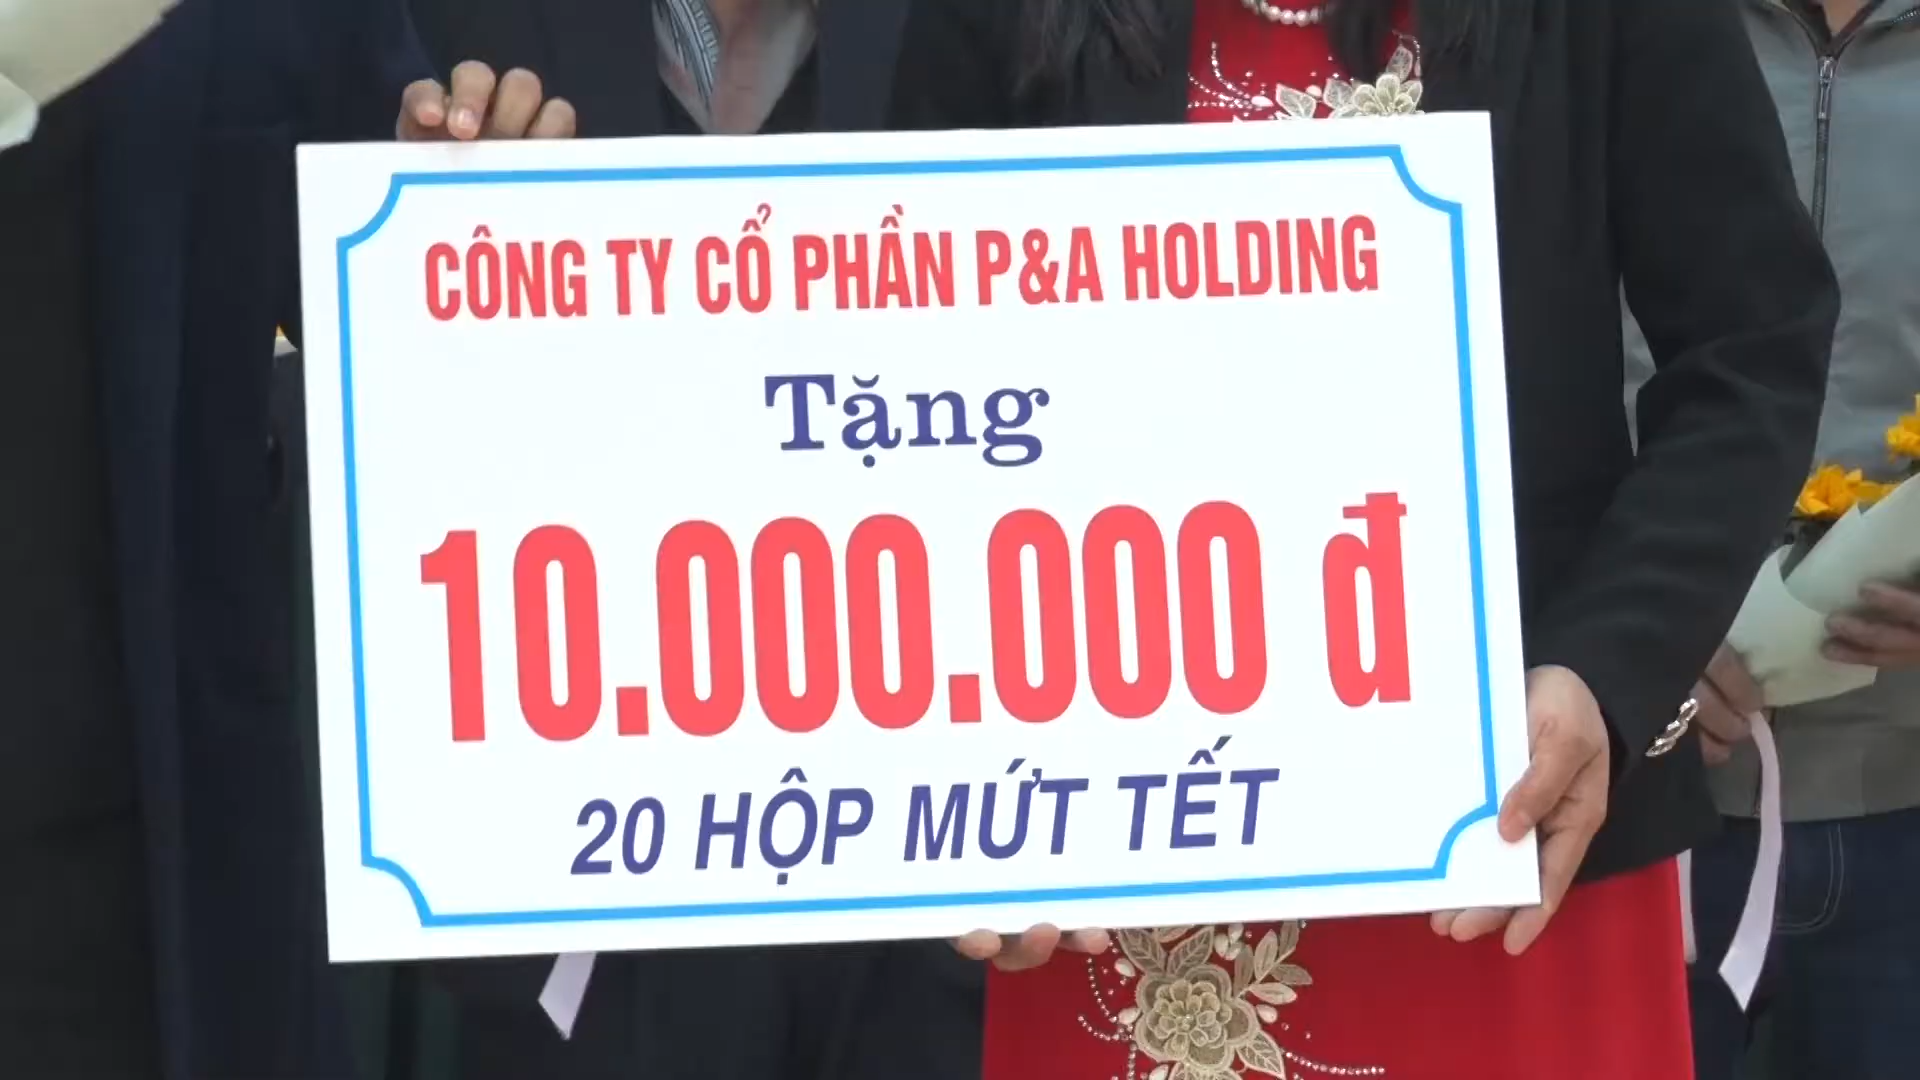 CÔNG TY CỔ PHẦN P&A HOLDING
Tặng
10.000.000 đ
20 HỘP MỨT TẾT